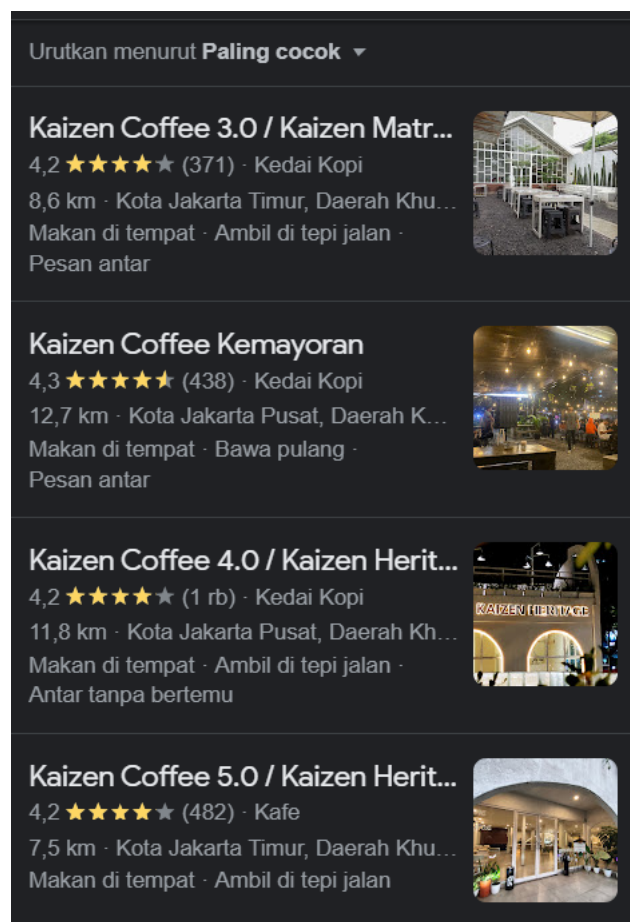 Urutkan menurut Paling cocok
Kaizen Coffee 3.0 / Kaizen Matr...
4,2 ★★★★★ (371) · Kedai Kopi
8,6 km · Kota Jakarta Timur, Daerah Khu...
Makan di tempat · Ambil di tepi jalan ·
Pesan antar
Kaizen Coffee Kemayoran
4,3 ★★★★★ (438) · Kedai Kopi
12,7 km · Kota Jakarta Pusat, Daerah K...
Makan di tempat · Bawa pulang ·
Pesan antar
Kaizen Coffee 4.0 / Kaizen Herit...
4,2 ★★★★★ (1 rb) · Kedai Kopi
11,8 km · Kota Jakarta Pusat, Daerah Kh...
Makan di tempat · Ambil di tepi jalan ·
Antar tanpa bertemu
KAIZEN HERITAGE
Kaizen Coffee 5.0 / Kaizen Herit...
4,2 ★★★★★ (482) · Kafe
7,5 km · Kota Jakarta Timur, Daerah Khu...
Makan di tempat · Ambil di tepi jalan